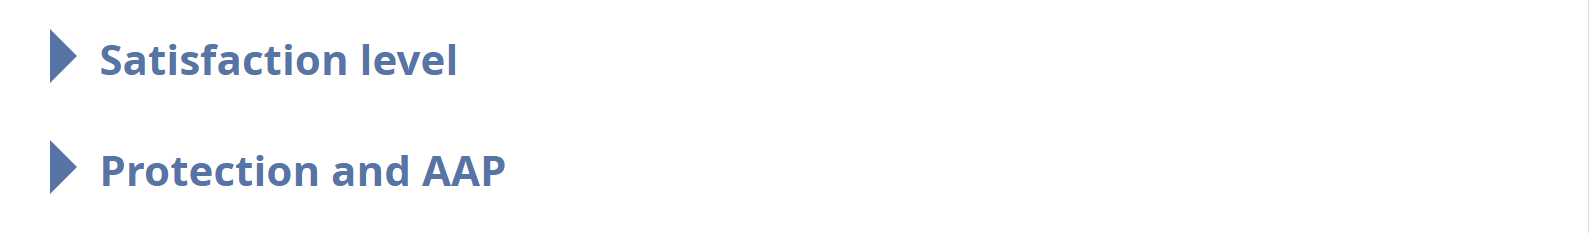 Satisfaction level
Protection and AAP